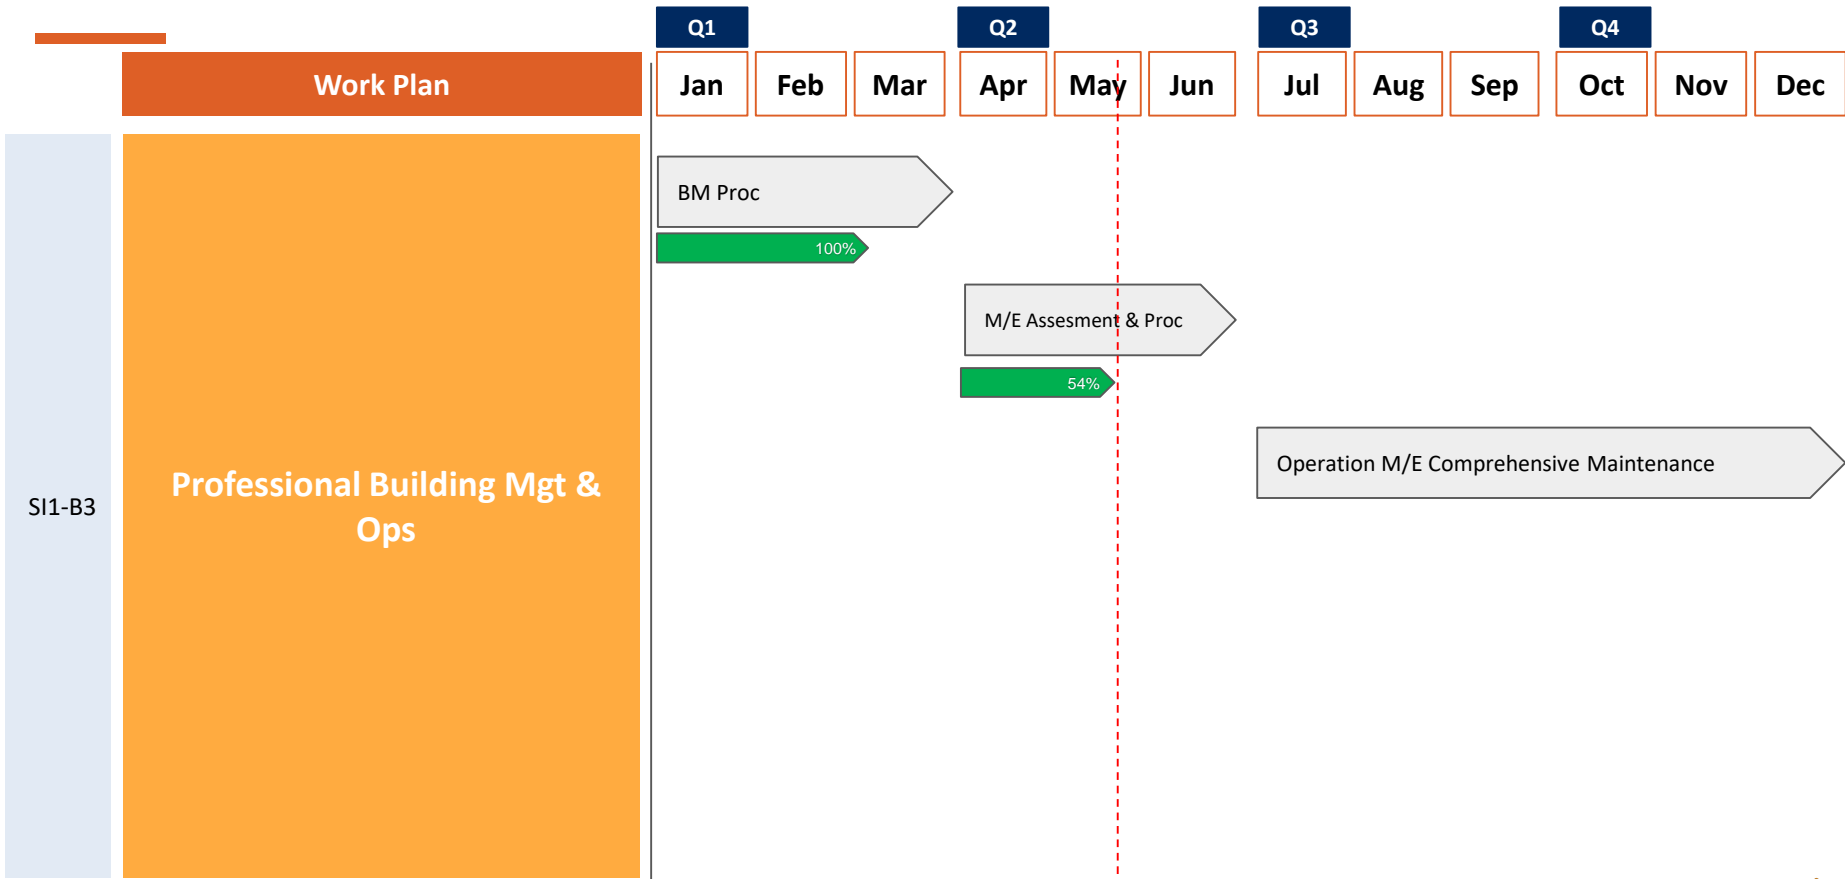 Q1 Q2 Q3 Q4
Work Plan Jan Feb Mar Apr May Jun Jul Aug Sep Oct Nov Dec
BM Proc
100%
M/E Assesment & Proc
54%
Operation M/E Comprehensive Maintenance
SI1-B3
Professional Building Mgt &
Ops